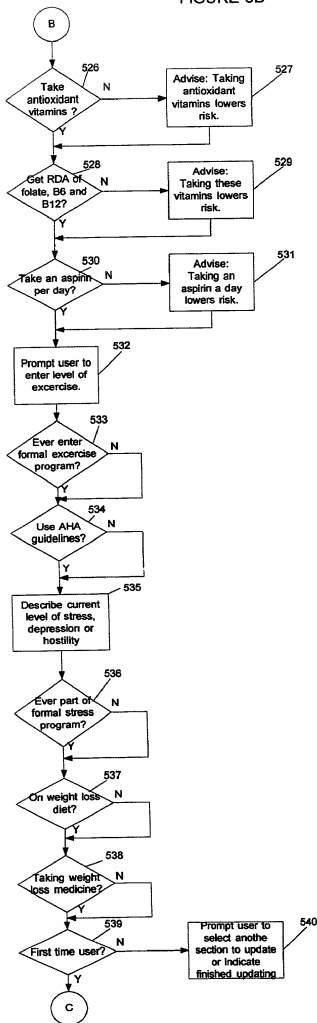 B
526
Take
antioxidant
vitamins ?
N
Y
Advise: Taking
antioxidant
vitamins lowers
risk.
527
528
Get RDA of
folate, B6 and
B12?
N
Y
Advise:
Taking these
vitamins lowers
risk.
529
530
Take an aspirin
per day?
N
Y
Advise:
Taking an
aspirin a day
lowers risk.
531
532
Prompt user to
enter level of
excercise.
533
Ever enter
formal excercise
program?
N
Y
534
Use AHA
guidelines?
N
Y
535
Describe current
level of stress,
depression or
hostility
536
Ever part of
formal stress
program?
N
Y
537
On weight loss
diet?
N
Y
538
Taking weight
loss medicine?
N
Y
539
First time user?
N
Y
Prompt user to
select anothe
section to update
or Indicate
finished updating
540
C